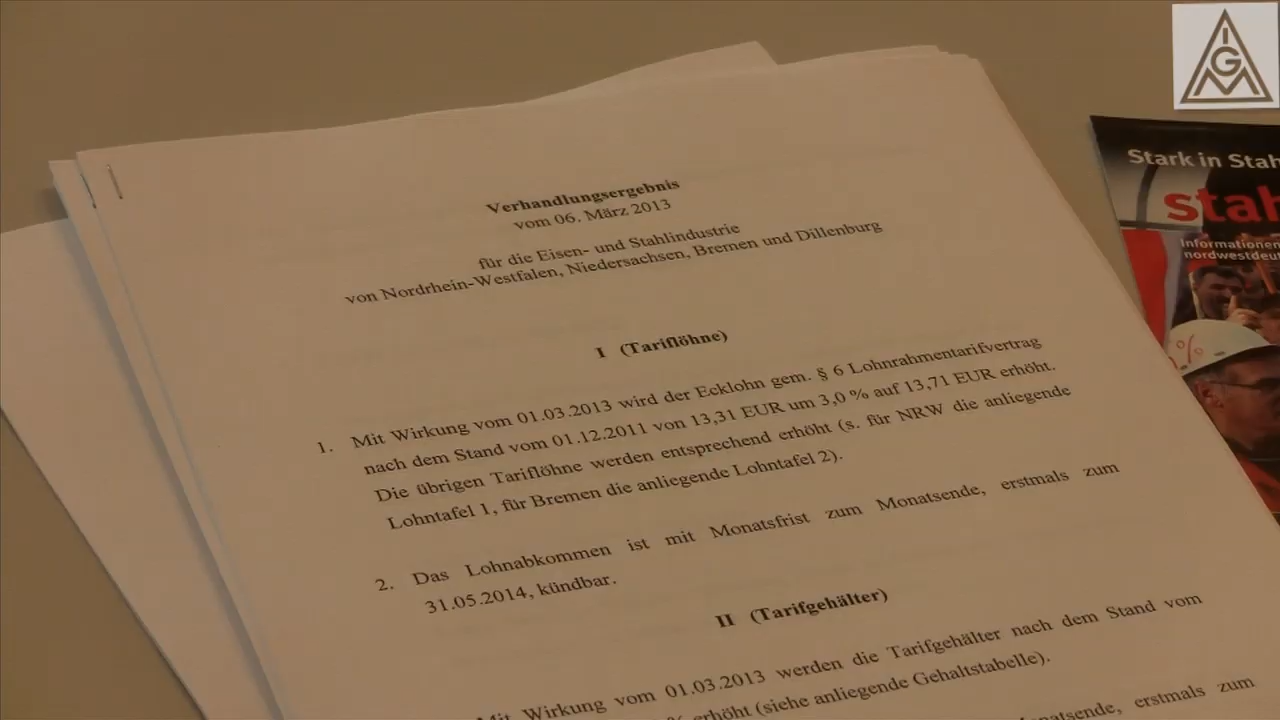 IGM
Verhandlungsergebnis
vom 06. März 2013
für die Eisen- und Stahlindustrie
von Nordrhein-Westfalen, Niedersachsen, Bremen und Dillenburg
I (Tariflöhne)
1. Mit Wirkung vom 01.03.2013 wird der Ecklohn gem. § 6 Lohnrahmentarifvertrag
nach dem Stand vom 01.12.2011 von 13,31 EUR um 3,0 % auf 13,71 EUR erhöht.
Die übrigen Tariflöhne werden entsprechend erhöht (s. für NRW die anliegende
Lohntafel 1, für Bremen die anliegende Lohntafel 2).
2. Das Lohnabkommen ist mit Monatsfrist zum Monatsende, erstmals zum
31.05.2014, kündbar.
II (Tarifgehälter)
Mit Wirkung vom 01.03.2013 werden die Tarifgehälter nach dem Stand vom
% erhöht (siehe anliegende Gehaltstabelle).
erstmals zum
Stark in Stah
stah
Informationen
nordwestdeut
%